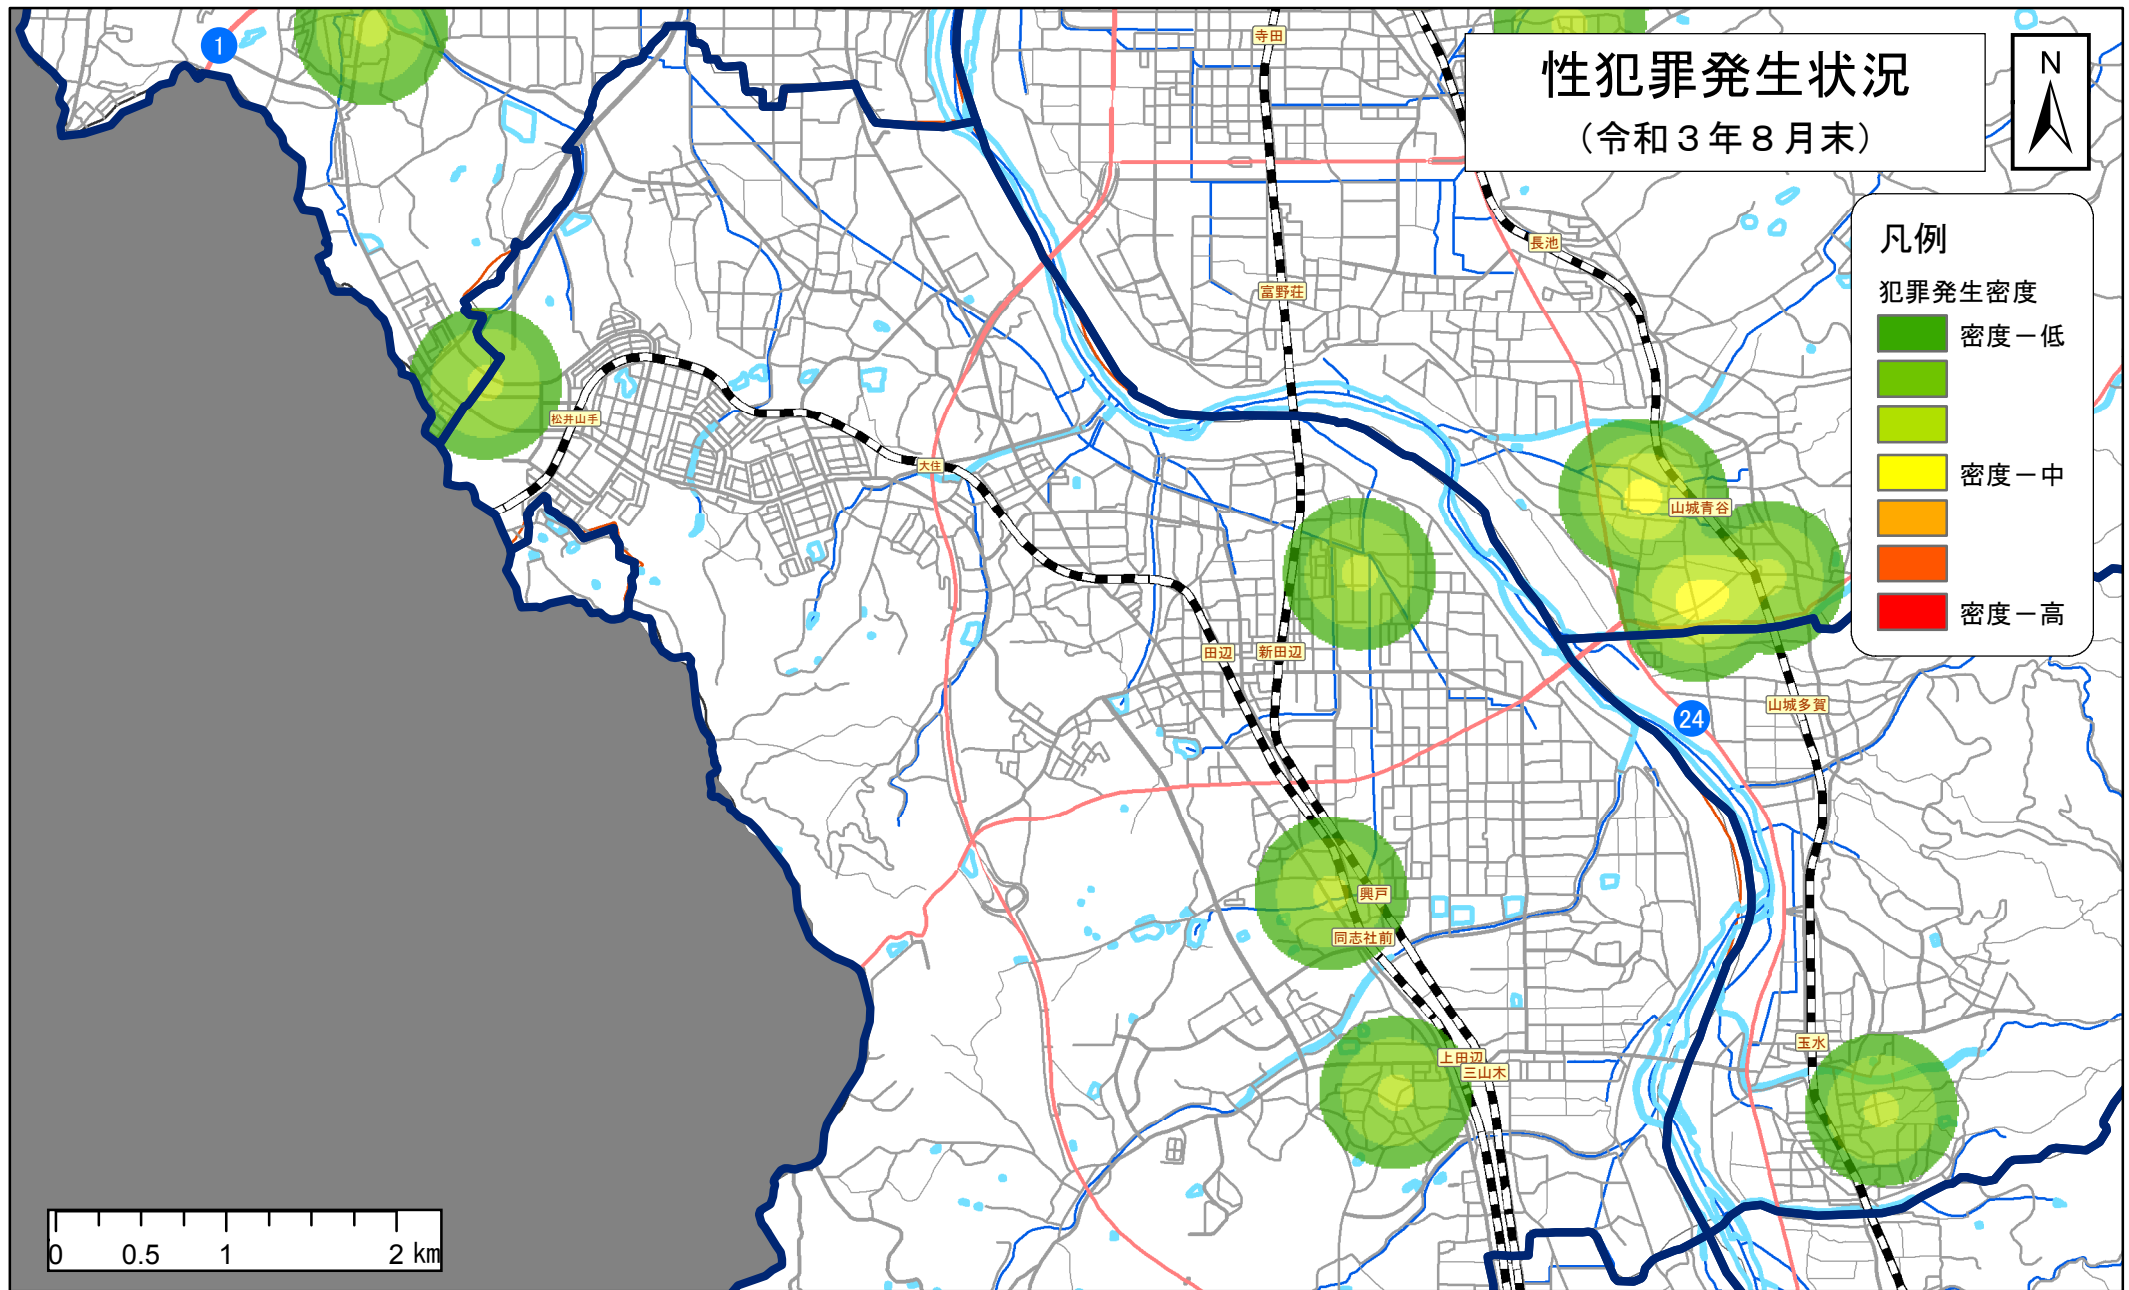 性犯罪発生状況
（令和３年８月末）
N
凡例
犯罪発生密度
密度－低
密度－中
密度－高
1
寺田
長池
富野荘
松井山手
大住
山城青谷
田辺
新田辺
山城多賀
24
興戸
同志社前
玉水
上田辺
三山木
0 0.5 1 2 km